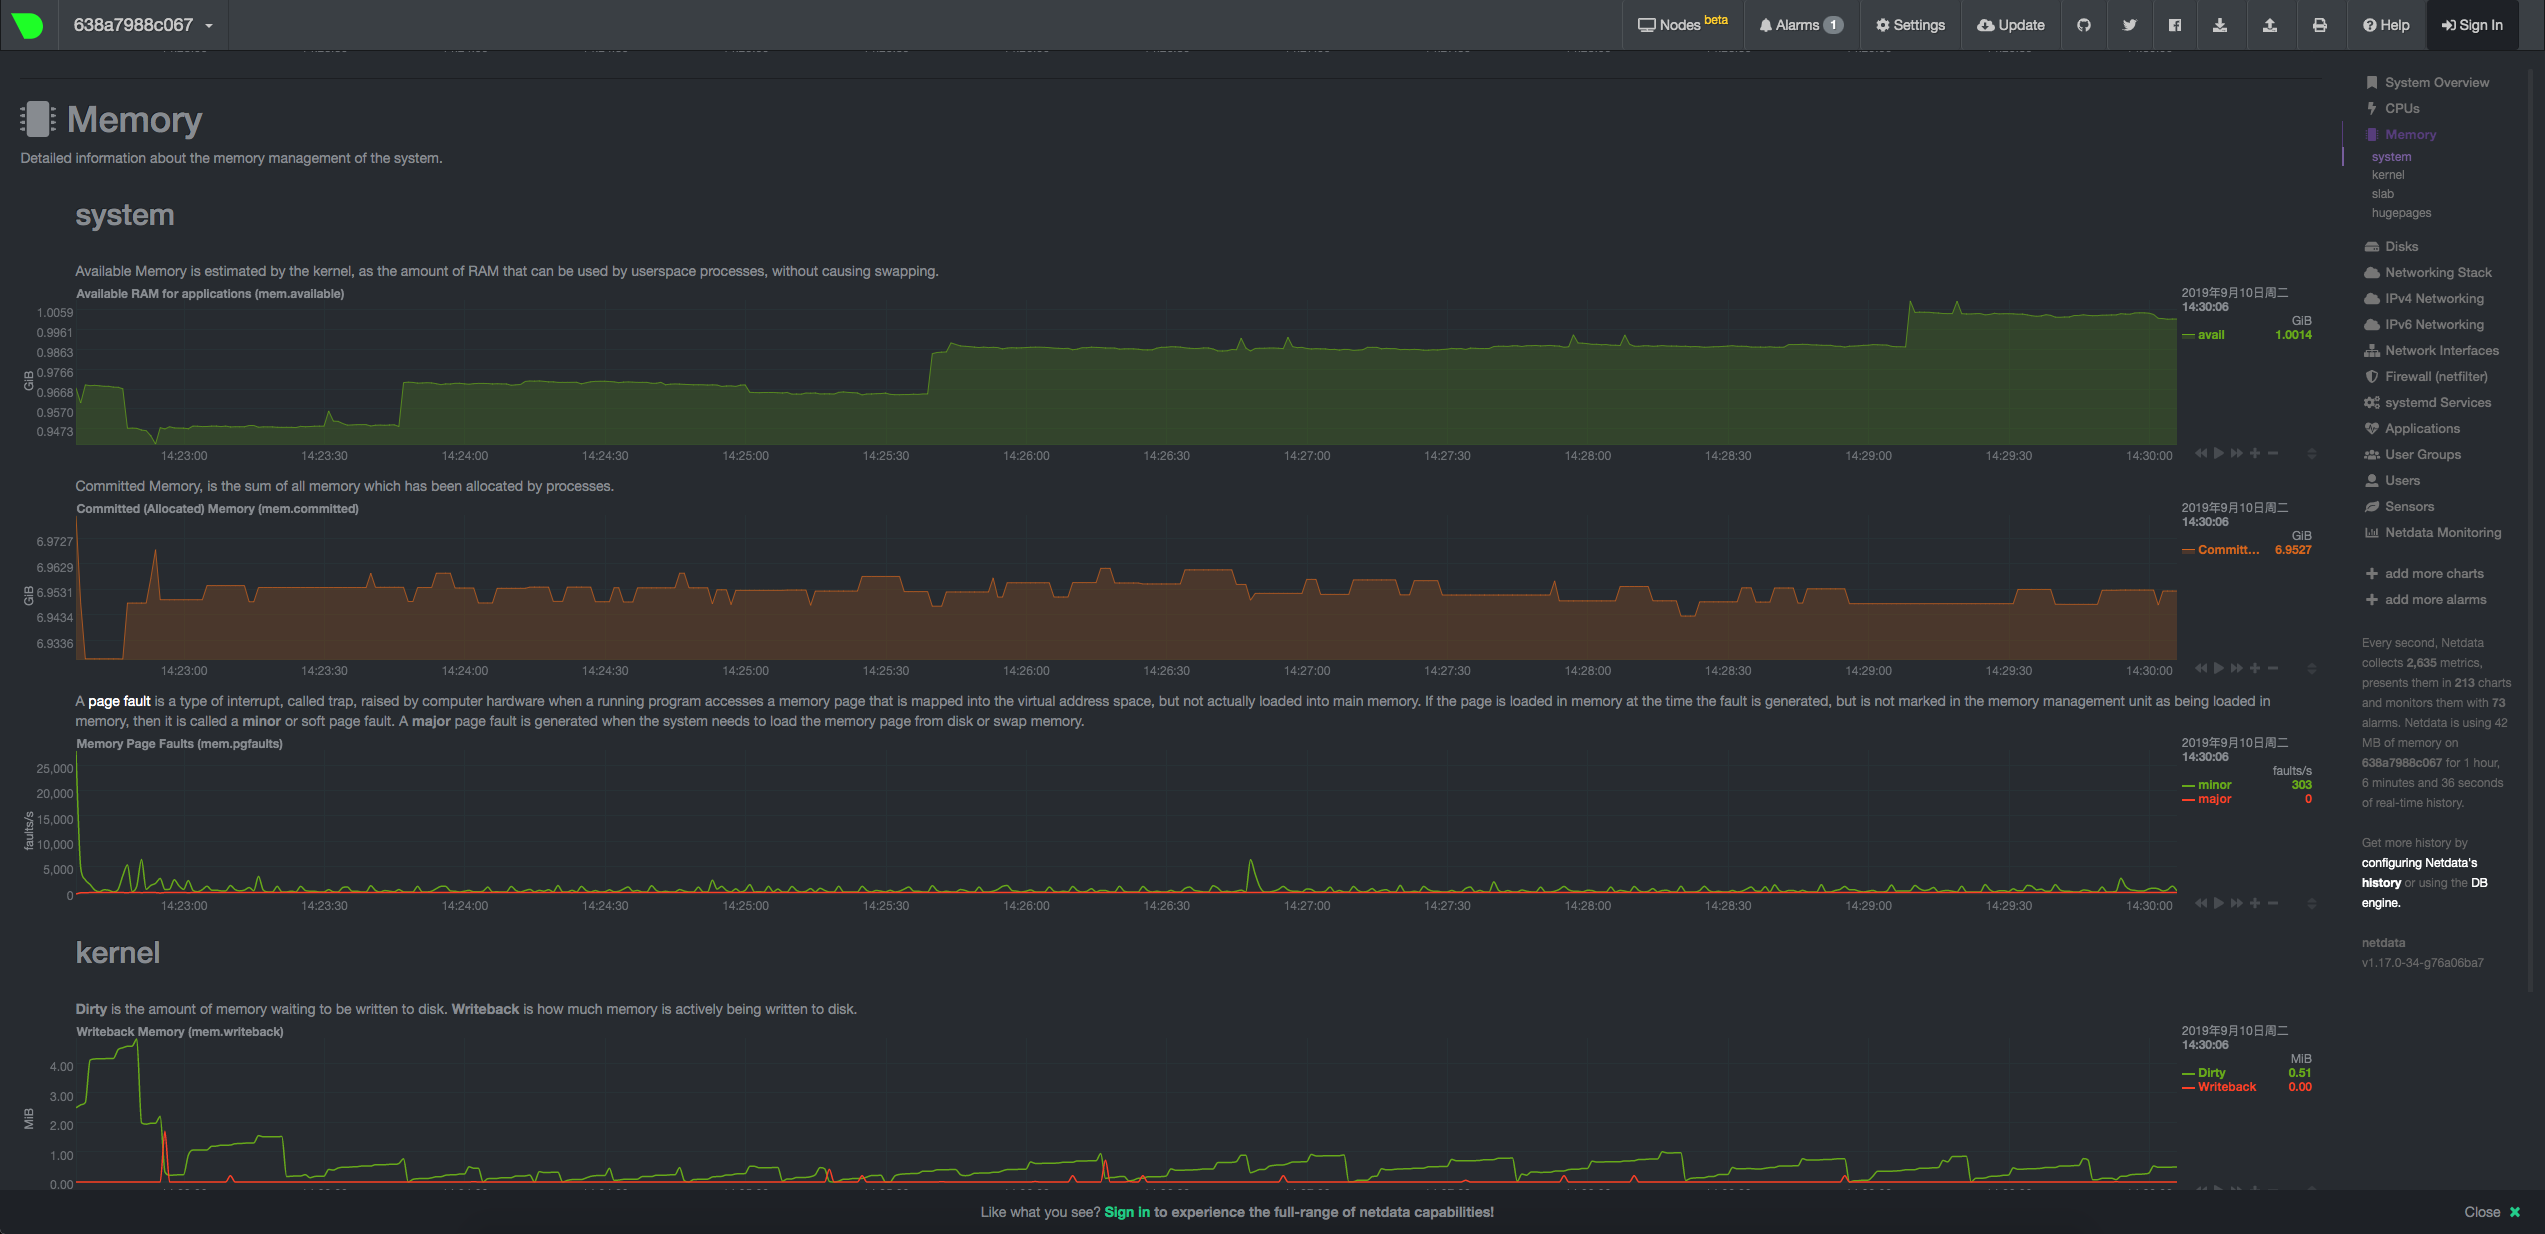 638a7988c067
Nodes beta
Alarms 1
Settings
Update
Help
Sign In
Memory
Detailed information about the memory management of the system.
system
Available Memory is estimated by the kernel, as the amount of RAM that can be used by userspace processes, without causing swapping.
Available RAM for applications (mem.available)
1.0059
0.9961
0.9863
0.9766
0.9668
0.9570
0.9473
GiB
14:23:00 14:23:30 14:24:00 14:24:30 14:25:00 14:25:30 14:26:00 14:26:30 14:27:00 14:27:30 14:28:00 14:28:30 14:29:00 14:29:30 14:30:00
2019年9月10日周二
14:30:06
GiB
avail 1.0014
Committed Memory, is the sum of all memory which has been allocated by processes.
Committed (Allocated) Memory (mem.committed)
6.9727
6.9629
6.9531
6.9434
6.9336
GiB
14:23:00 14:23:30 14:24:00 14:24:30 14:25:00 14:25:30 14:26:00 14:26:30 14:27:00 14:27:30 14:28:00 14:28:30 14:29:00 14:29:30 14:30:00
2019年9月10日周二
14:30:06
GiB
Committ... 6.9527
A page fault is a type of interrupt, called trap, raised by computer hardware when a running program accesses a memory page that is mapped into the virtual address space, but not actually loaded into main memory. If the page is loaded in memory at the time the fault is generated, but is not marked in the memory management unit as being loaded in
memory, then it is called a minor or soft page fault. A major page fault is generated when the system needs to load the memory page from disk or swap memory.
Memory Page Faults (mem.pgfaults)
25,000
20,000
15,000
10,000
5,000
0
faults/s
14:23:00 14:23:30 14:24:00 14:24:30 14:25:00 14:25:30 14:26:00 14:26:30 14:27:00 14:27:30 14:28:00 14:28:30 14:29:00 14:29:30 14:30:00
2019年9月10日周二
14:30:06
faults/s
minor 303
major 0
kernel
Dirty is the amount of memory waiting to be written to disk. Writeback is how much memory is actively being written to disk.
Writeback Memory (mem.writeback)
4.00
3.00
2.00
1.00
0.00
MiB
2019年9月10日周二
14:30:06
MiB
Dirty 0.51
Writeback 0.00
System Overview
CPUs
Memory
system
kernel
slab
hugepages
Disks
Networking Stack
IPv4 Networking
IPv6 Networking
Network Interfaces
Firewall (netfilter)
systemd Services
Applications
User Groups
Users
Sensors
Netdata Monitoring
add more charts
add more alarms
Every second, Netdata
collects 2,635 metrics,
presents them in 213 charts
and monitors them with 73
alarms. Netdata is using 42
MB of memory on
638a7988c067 for 1 hour,
6 minutes and 36 seconds
of real-time history.
Get more history by
configuring Netdata's
history or using the DB
engine.
netdata
v1.17.0-34-g76a06ba7
Like what you see? Sign in to experience the full-range of netdata capabilities!
Close